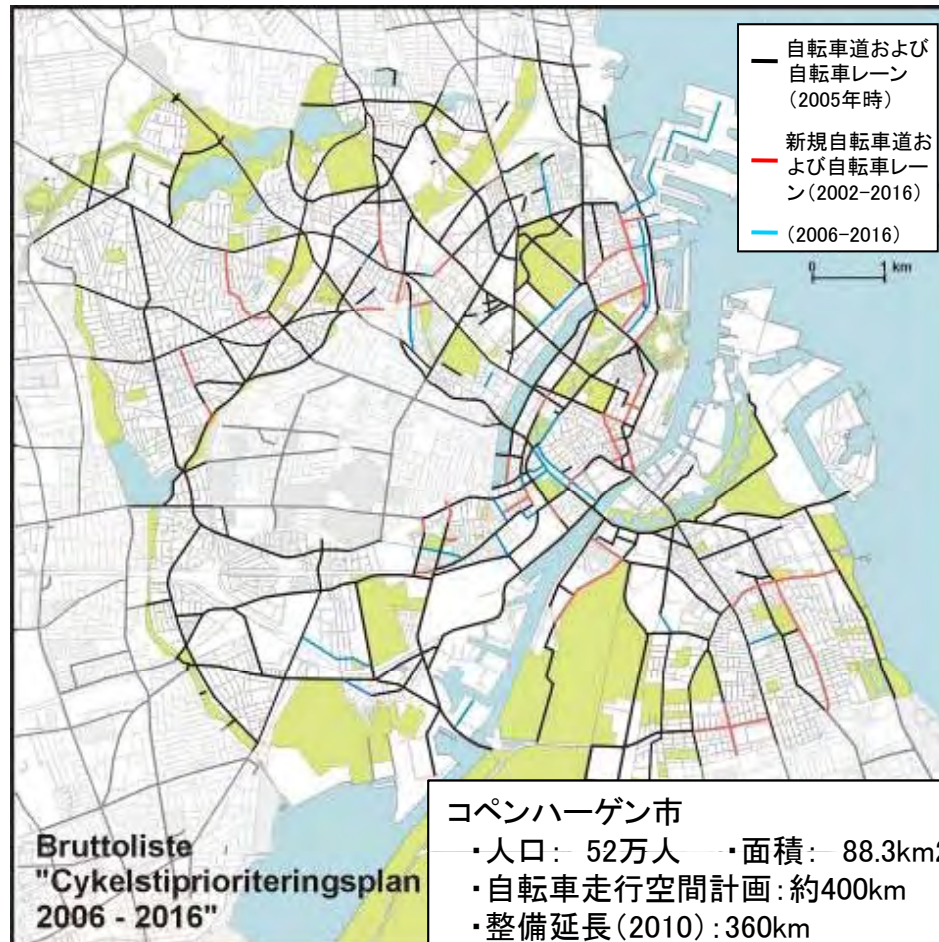 自転車道および
自転車レーン
(2005年時)
新規自転車道お
よび自転車レー
ン(2002-2016)
(2006-2016)
0 1 km
コペンハーゲン市
・人口： 52万人 ・面積： 88.3km2
・自転車走行空間計画：約400km
・整備延長(2010)：360km
Bruttoliste
"Cykelstiprioriteringsplan
2006 - 2016"